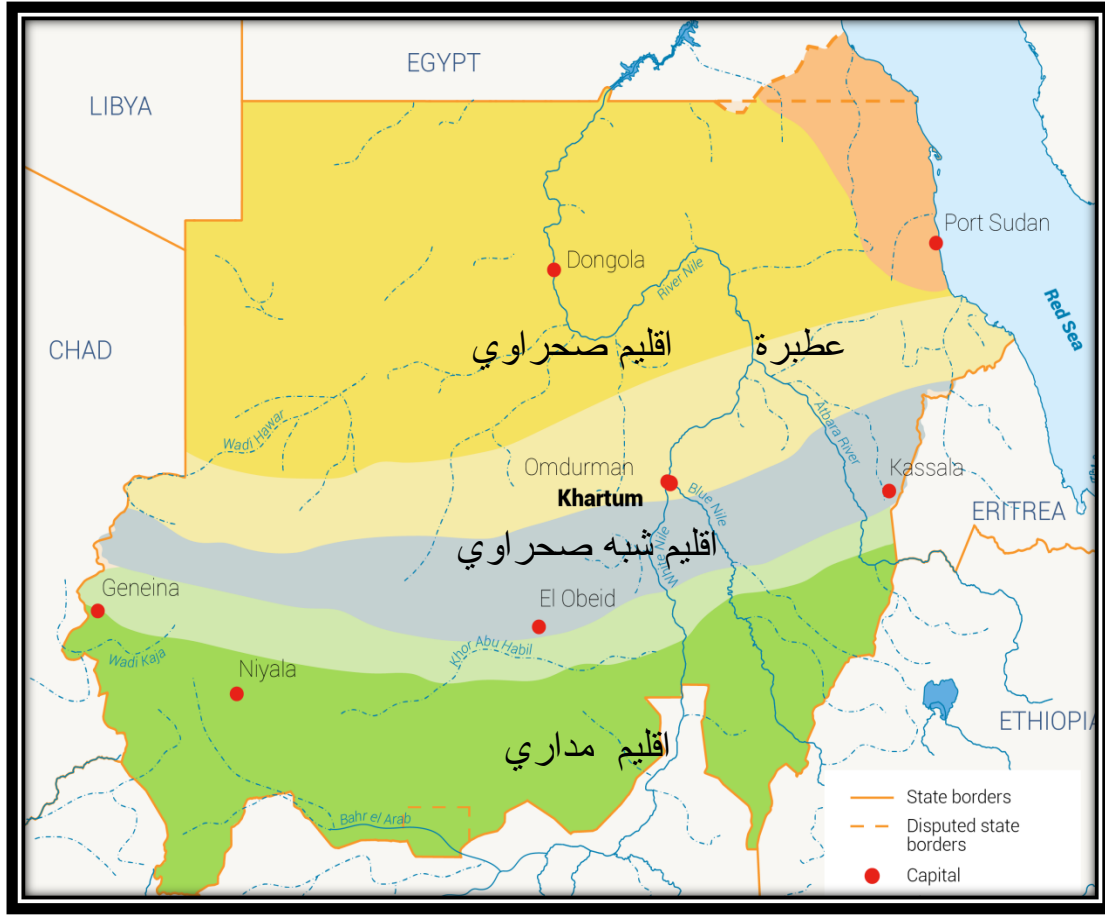 EGYPT
LIBYA
Port Sudan
Dongola
River Nile
Red Sea
CHAD
اقليم صحراوي
عطبرة
Wadi Hawar
Atbara River
Omdurman
Kassala
Khartum
Blue Nile
ERITREA
اقليم شبه صحراوي
White Nile
Geneina
El Obeid
Khor Abu Habil
Wadi Kaja
Niyala
ETHIOPIA
اقليم مداري
State borders
Disputed state
borders
Bahr el Arab
Capital